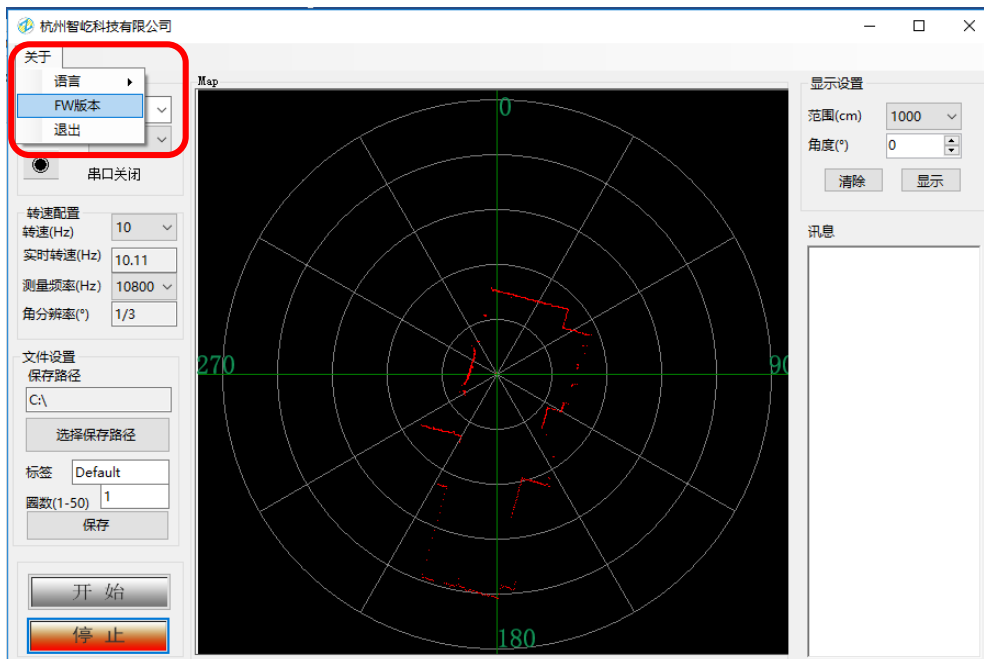 杭州智屹科技有限公司
关于
语言
FW版本
退出
串口关闭
转速配置
转速(Hz) 10
实时转速(Hz) 10.11
测量频率(Hz) 10800
角分辨率(°) 1/3
文件设置
保存路径
C:\
选择保存路径
标签 Default
圆数(1-50) 1
保存
开 始
停 止
Map
0
270
90
180
显示设置
范围(cm) 1000
角度(°) 0
清除 显示
讯息